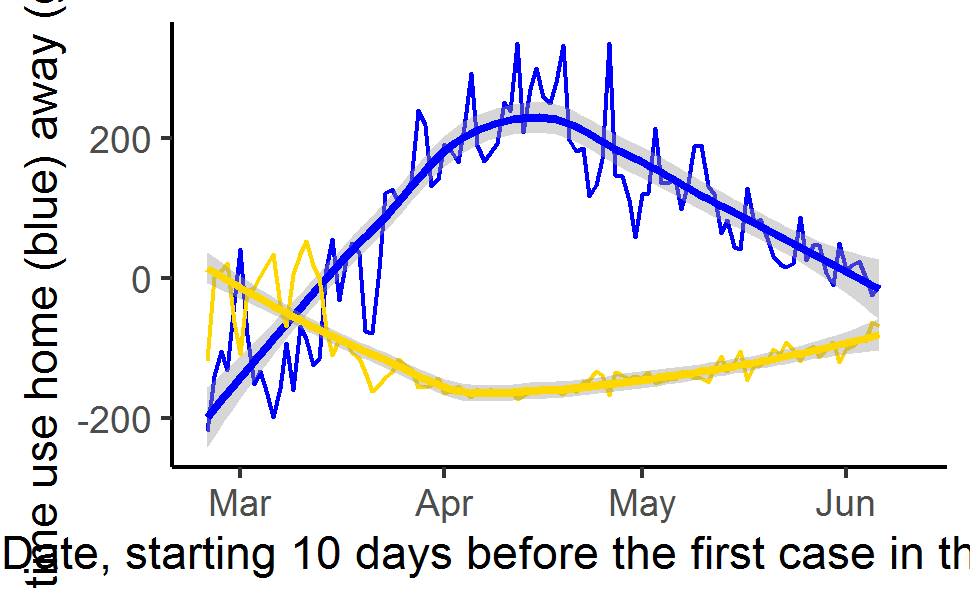 time use home (blue) away (
200
0
-200
Mar Apr May Jun
Date, starting 10 days before the first case in th